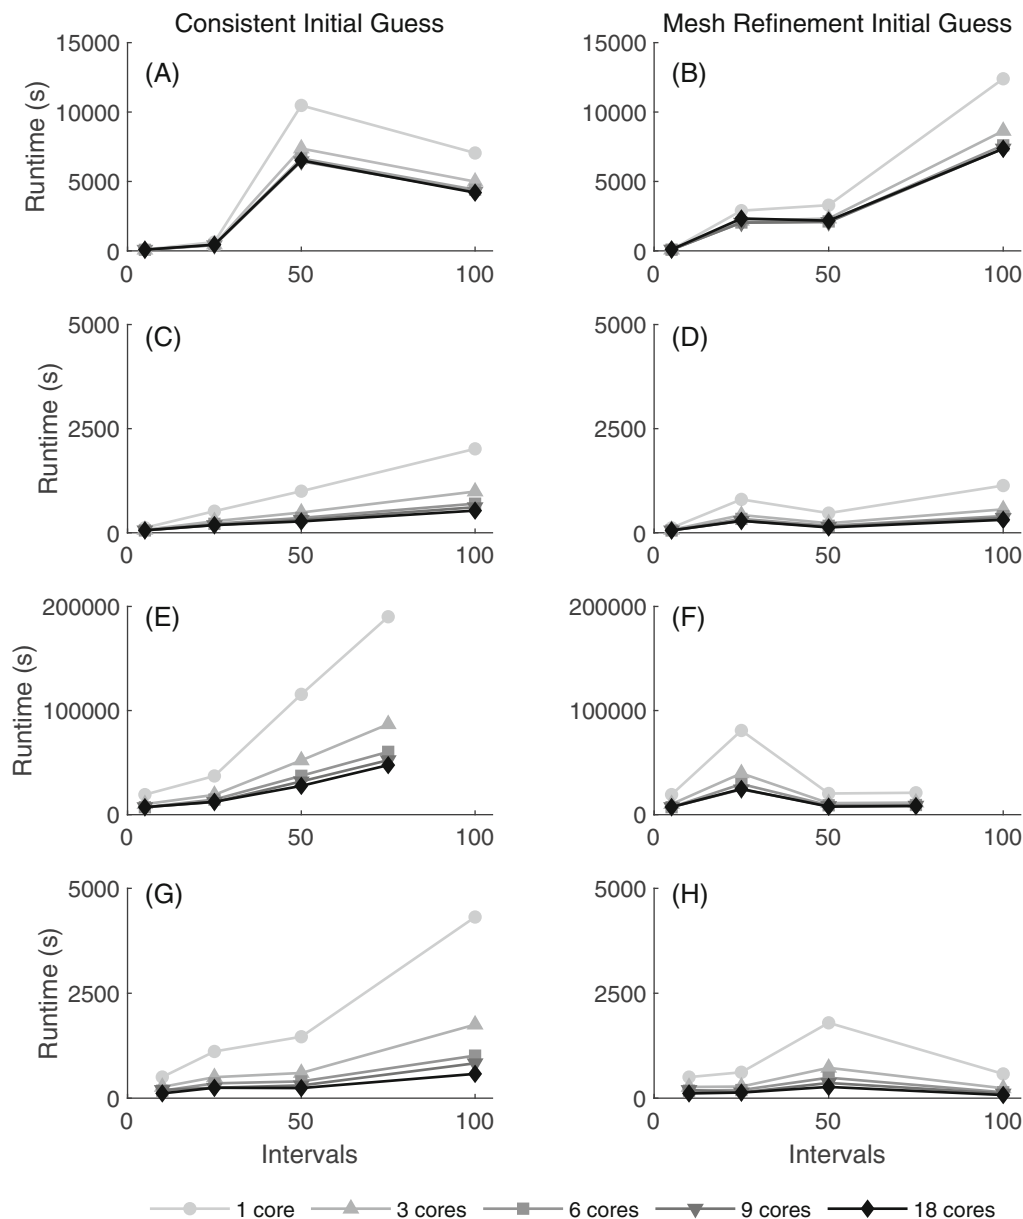 Consistent Initial Guess
Mesh Refinement Initial Guess
15000
10000
5000
0
Runtime (s)
(A)
0
50
100
15000
10000
5000
0
(B)
0
50
100
5000
2500
0
Runtime (s)
(C)
0
50
100
5000
2500
0
(D)
0
50
100
200000
100000
0
Runtime (s)
(E)
0
50
100
200000
100000
0
(F)
0
50
100
5000
2500
0
Runtime (s)
(G)
0
50
100
Intervals
5000
2500
0
(H)
0
50
100
Intervals
1 core
3 cores
6 cores
9 cores
18 cores